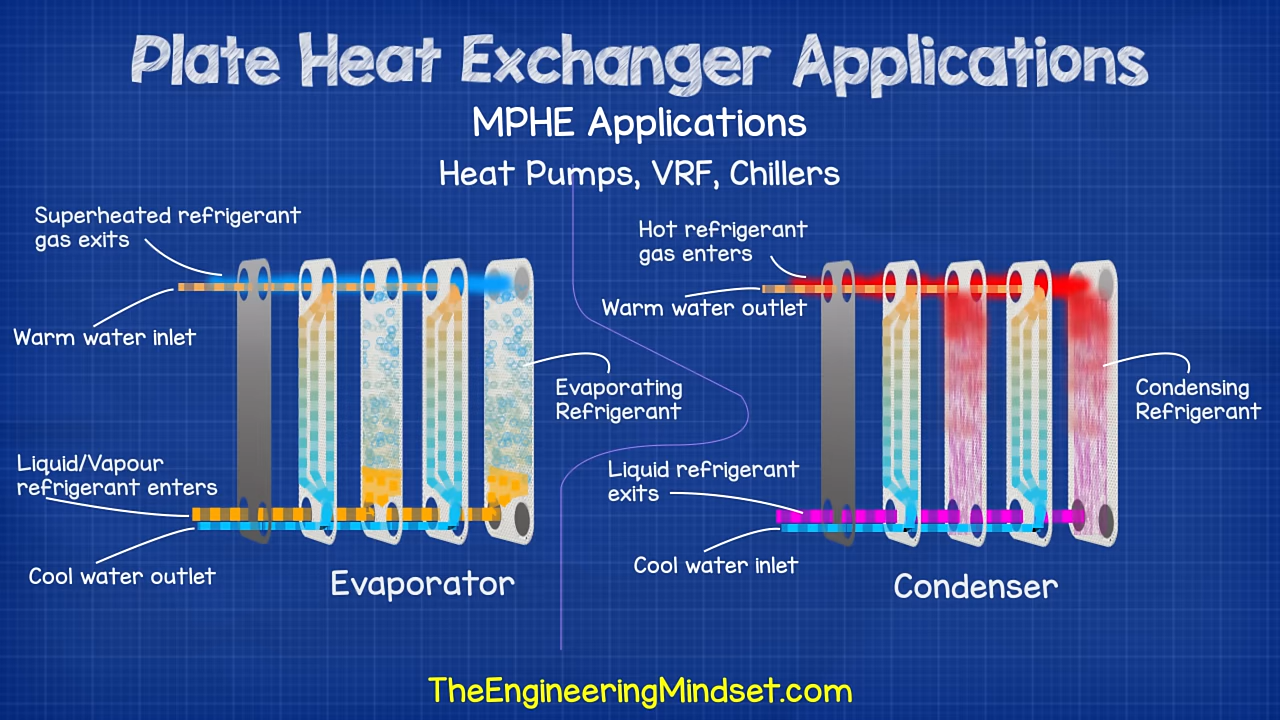 Plate Heat Exchanger Applications
MPHE Applications
Heat Pumps, VRF, Chillers
Superheated refrigerant
gas exits
Warm water inlet
Evaporating
Refrigerant
Liquid/Vapour
refrigerant enters
Cool water outlet
Evaporator
Hot refrigerant
gas enters
Warm water outlet
Condensing
Refrigerant
Liquid refrigerant
exits
Cool water inlet
Condenser
TheEngineeringMindset.com